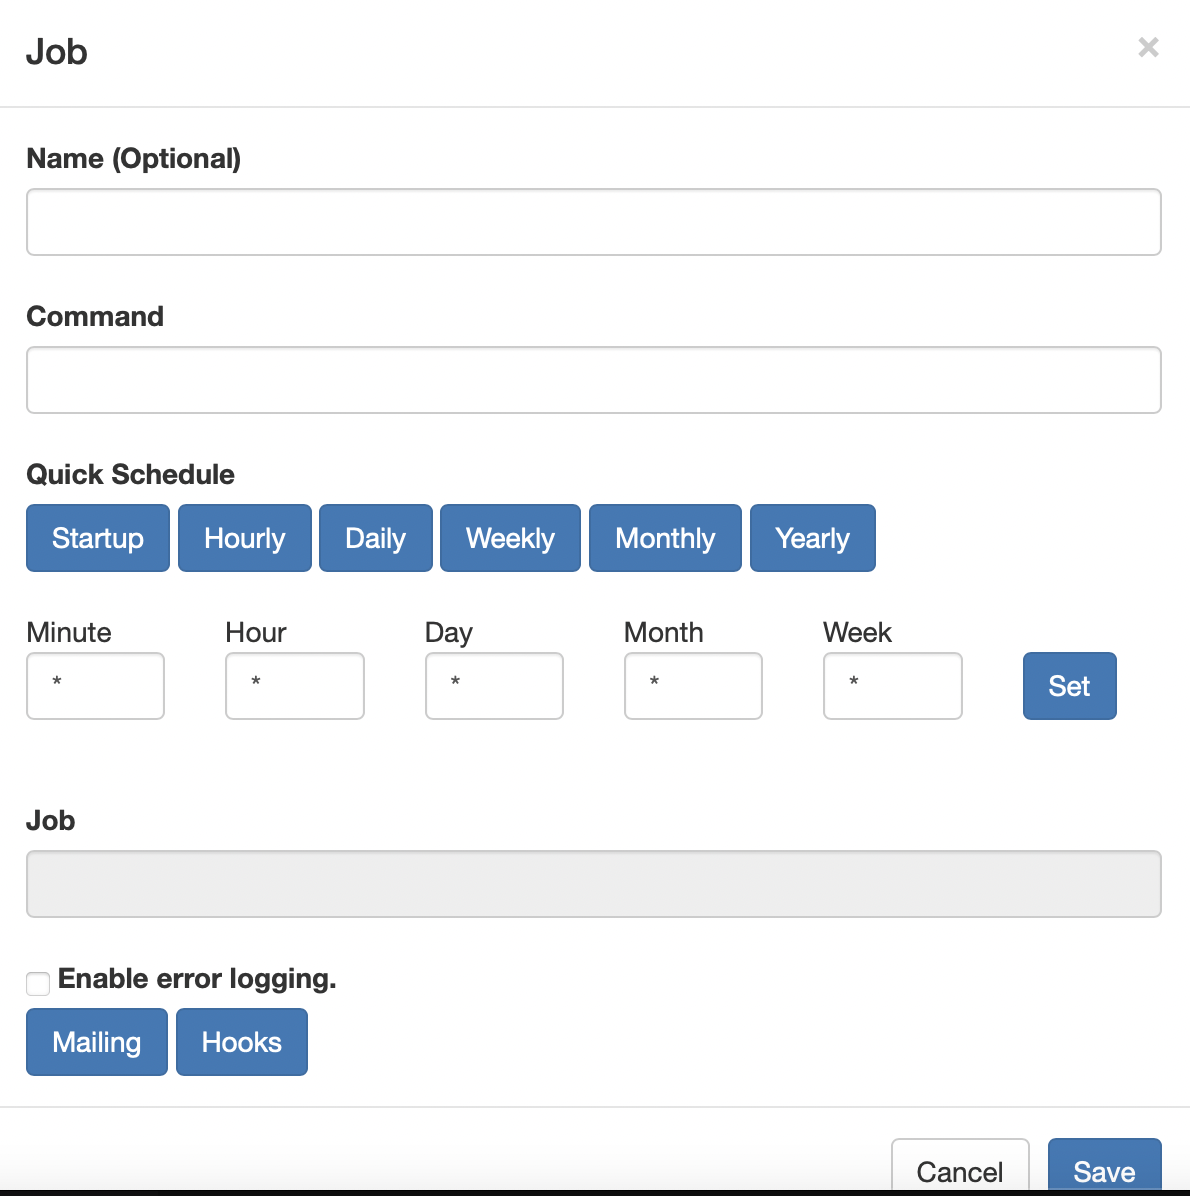 Job ×
Name (Optional)
Command
Quick Schedule
Startup Hourly Daily Weekly Monthly Yearly
Minute Hour Day Month Week
* * * * * Set
Job
Enable error logging.
Mailing Hooks
Cancel Save